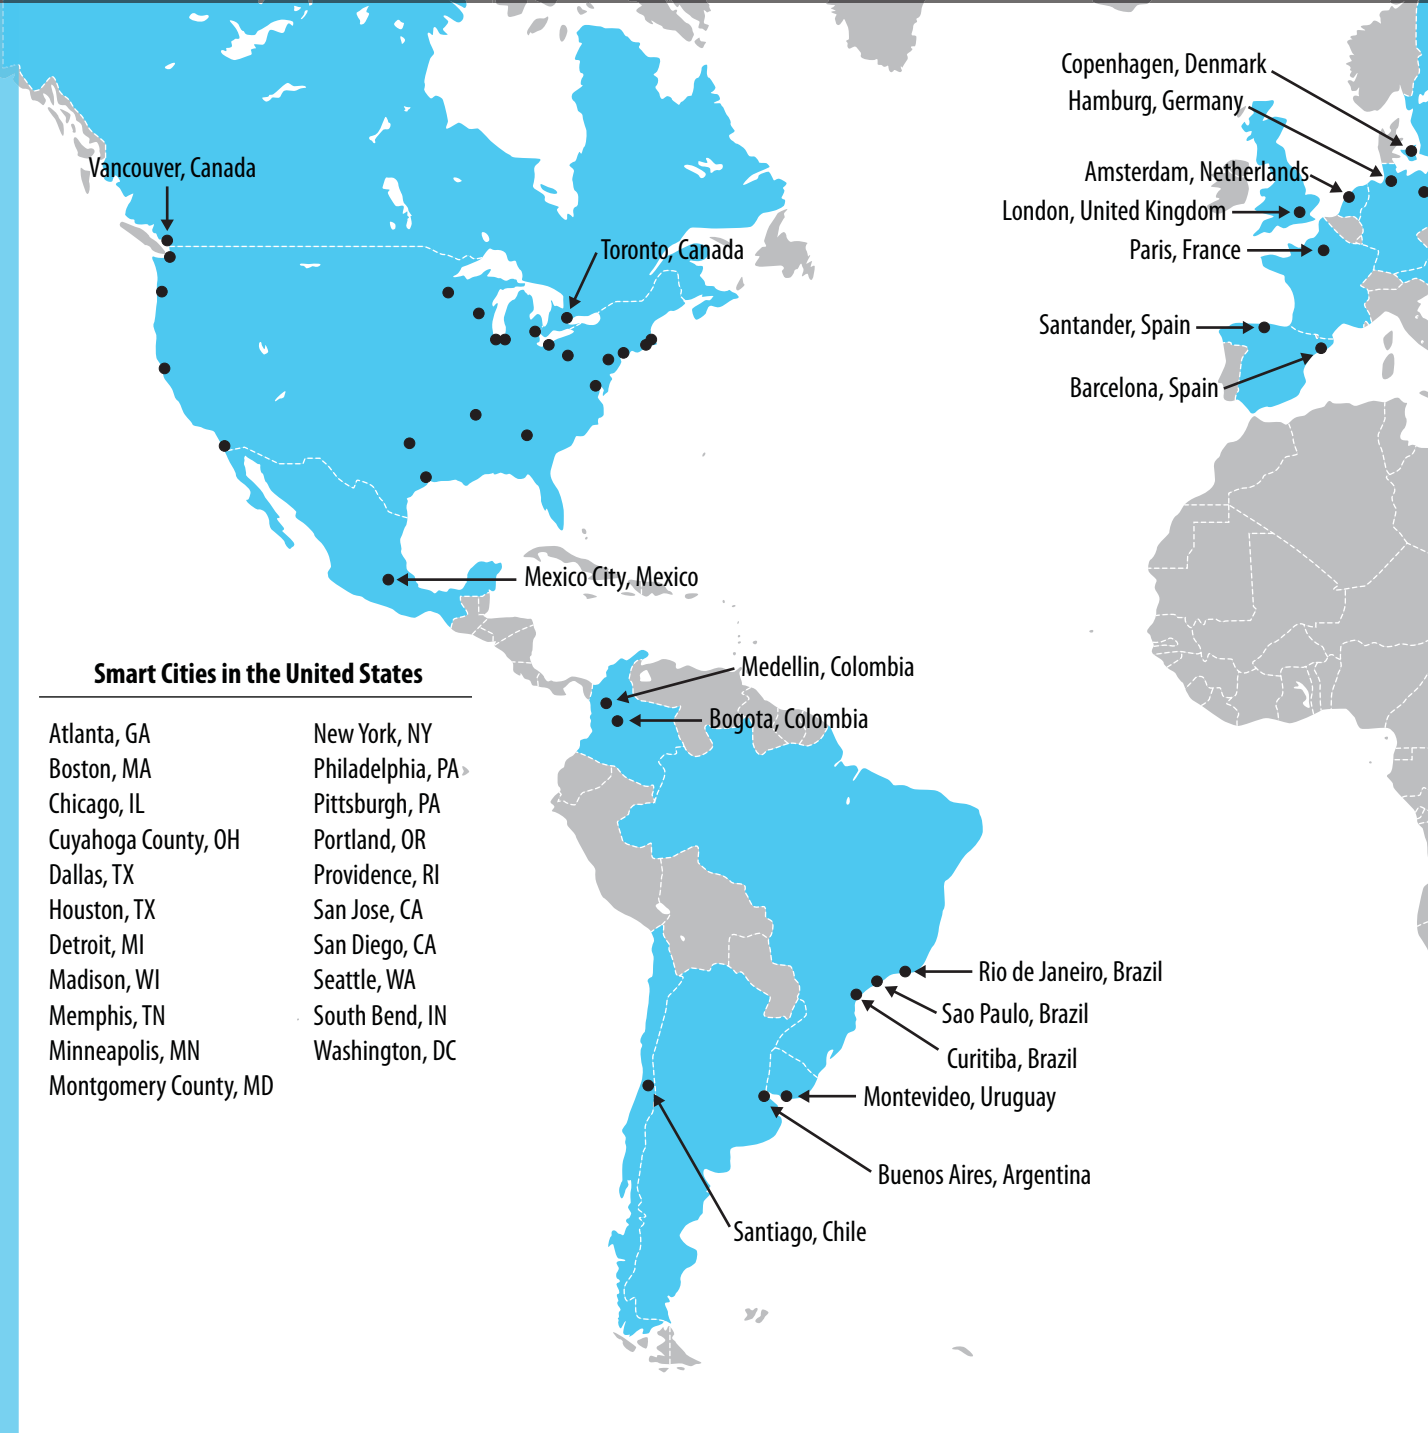 Copenhagen, Denmark
Hamburg, Germany
Vancouver, Canada
Amsterdam, Netherlands
London, United Kingdom
Toronto, Canada
Paris, France
Santander, Spain
Barcelona, Spain
Mexico City, Mexico
Medellin, Colombia
Bogota, Colombia
Smart Cities in the United States
Atlanta, GA
Boston, MA
Chicago, IL
Cuyahoga County, OH
Dallas, TX
Houston, TX
Detroit, MI
Madison, WI
Memphis, TN
Minneapolis, MN
Montgomery County, MD
New York, NY
Philadelphia, PA
Pittsburgh, PA
Portland, OR
Providence, RI
San Jose, CA
San Diego, CA
Seattle, WA
South Bend, IN
Washington, DC
Rio de Janeiro, Brazil
Sao Paulo, Brazil
Curitiba, Brazil
Montevideo, Uruguay
Buenos Aires, Argentina
Santiago, Chile